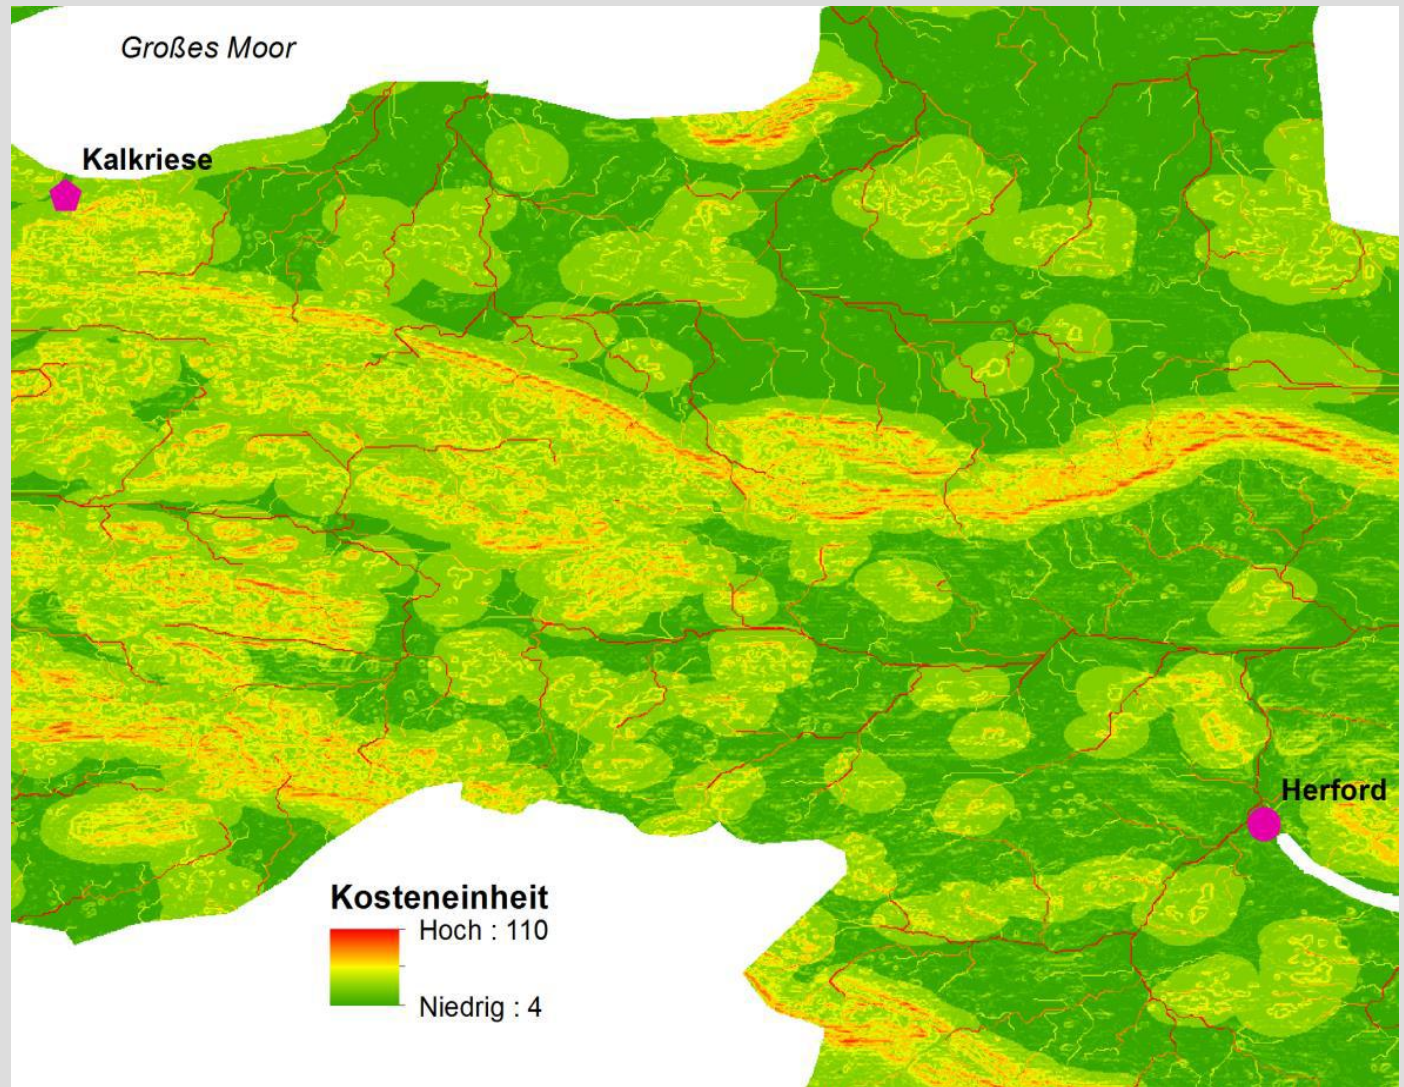 Großes Moor
Kalkriese
Herford
Kosteneinheit
Hoch : 110
Niedrig : 4